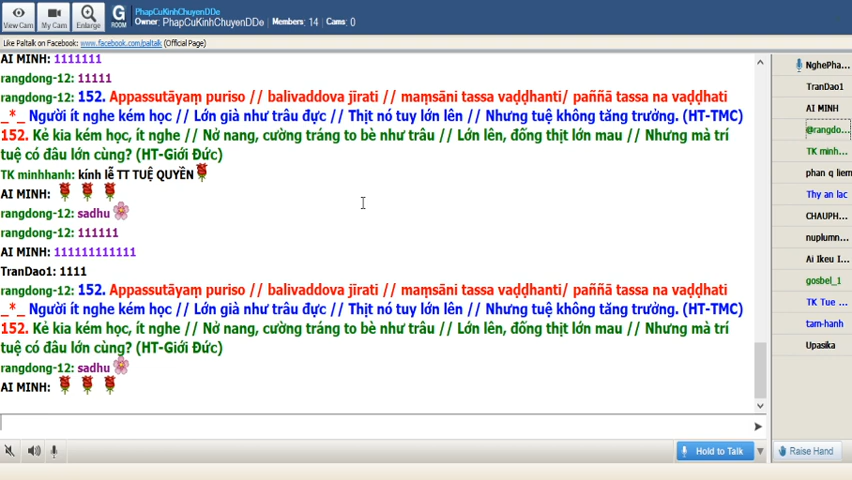 PhapCuKinhChuyenDDe
Owner: PhapCuKinhChuyenDDe Members: 14 Cams: 0
View Cam My Cam Enlarge G ROOM
Like Paltalk on Facebook: www.facebook.com/paltalk (Official Page)
AI MINH: 1111111
rangdong-12: 11111
rangdong-12: 152. Appassutāyaṃ puriso // balivaddova jīrati // maṃsāni tassa vaḍḍhanti/ paññā tassa na vaḍḍhati
_*_ Người ít nghe kém học // Lớn già như trâu đực // Thịt nó tuy lớn lên // Nhưng tuệ không tăng trưởng. (HT-TMC)
152. Kẻ kia kém học, ít nghe // Nở nang, cường tráng to bè như trâu // Lớn lên, đống thịt lớn mau // Nhưng mà trí
tuệ có đâu lớn cùng? (HT-Giới Đức)
TK minhhanh: kính lễ TT TUỆ QUYỀN
AI MINH:
rangdong-12: sadhu
rangdong-12: 111111
AI MINH: 111111111111
TranDao1: 1111
rangdong-12: 152. Appassutāyaṃ puriso // balivaddova jīrati // maṃsāni tassa vaḍḍhanti/ paññā tassa na vaḍḍhati
_*_ Người ít nghe kém học // Lớn già như trâu đực // Thịt nó tuy lớn lên // Nhưng tuệ không tăng trưởng. (HT-TMC)
152. Kẻ kia kém học, ít nghe // Nở nang, cường tráng to bè như trâu // Lớn lên, đống thịt lớn mau // Nhưng mà trí
tuệ có đâu lớn cùng? (HT-Giới Đức)
rangdong-12: sadhu
AI MINH:
Hold to Talk
Raise Hand
NghePha...
TranDao1
AI MINH
@rangdo...
TK minh...
phan q liem
Thy an lac
CHAUPH...
nuplumn...
Ai Ikeu I...
gosbel_1
TK Tue ...
tam-hanh
Upasika